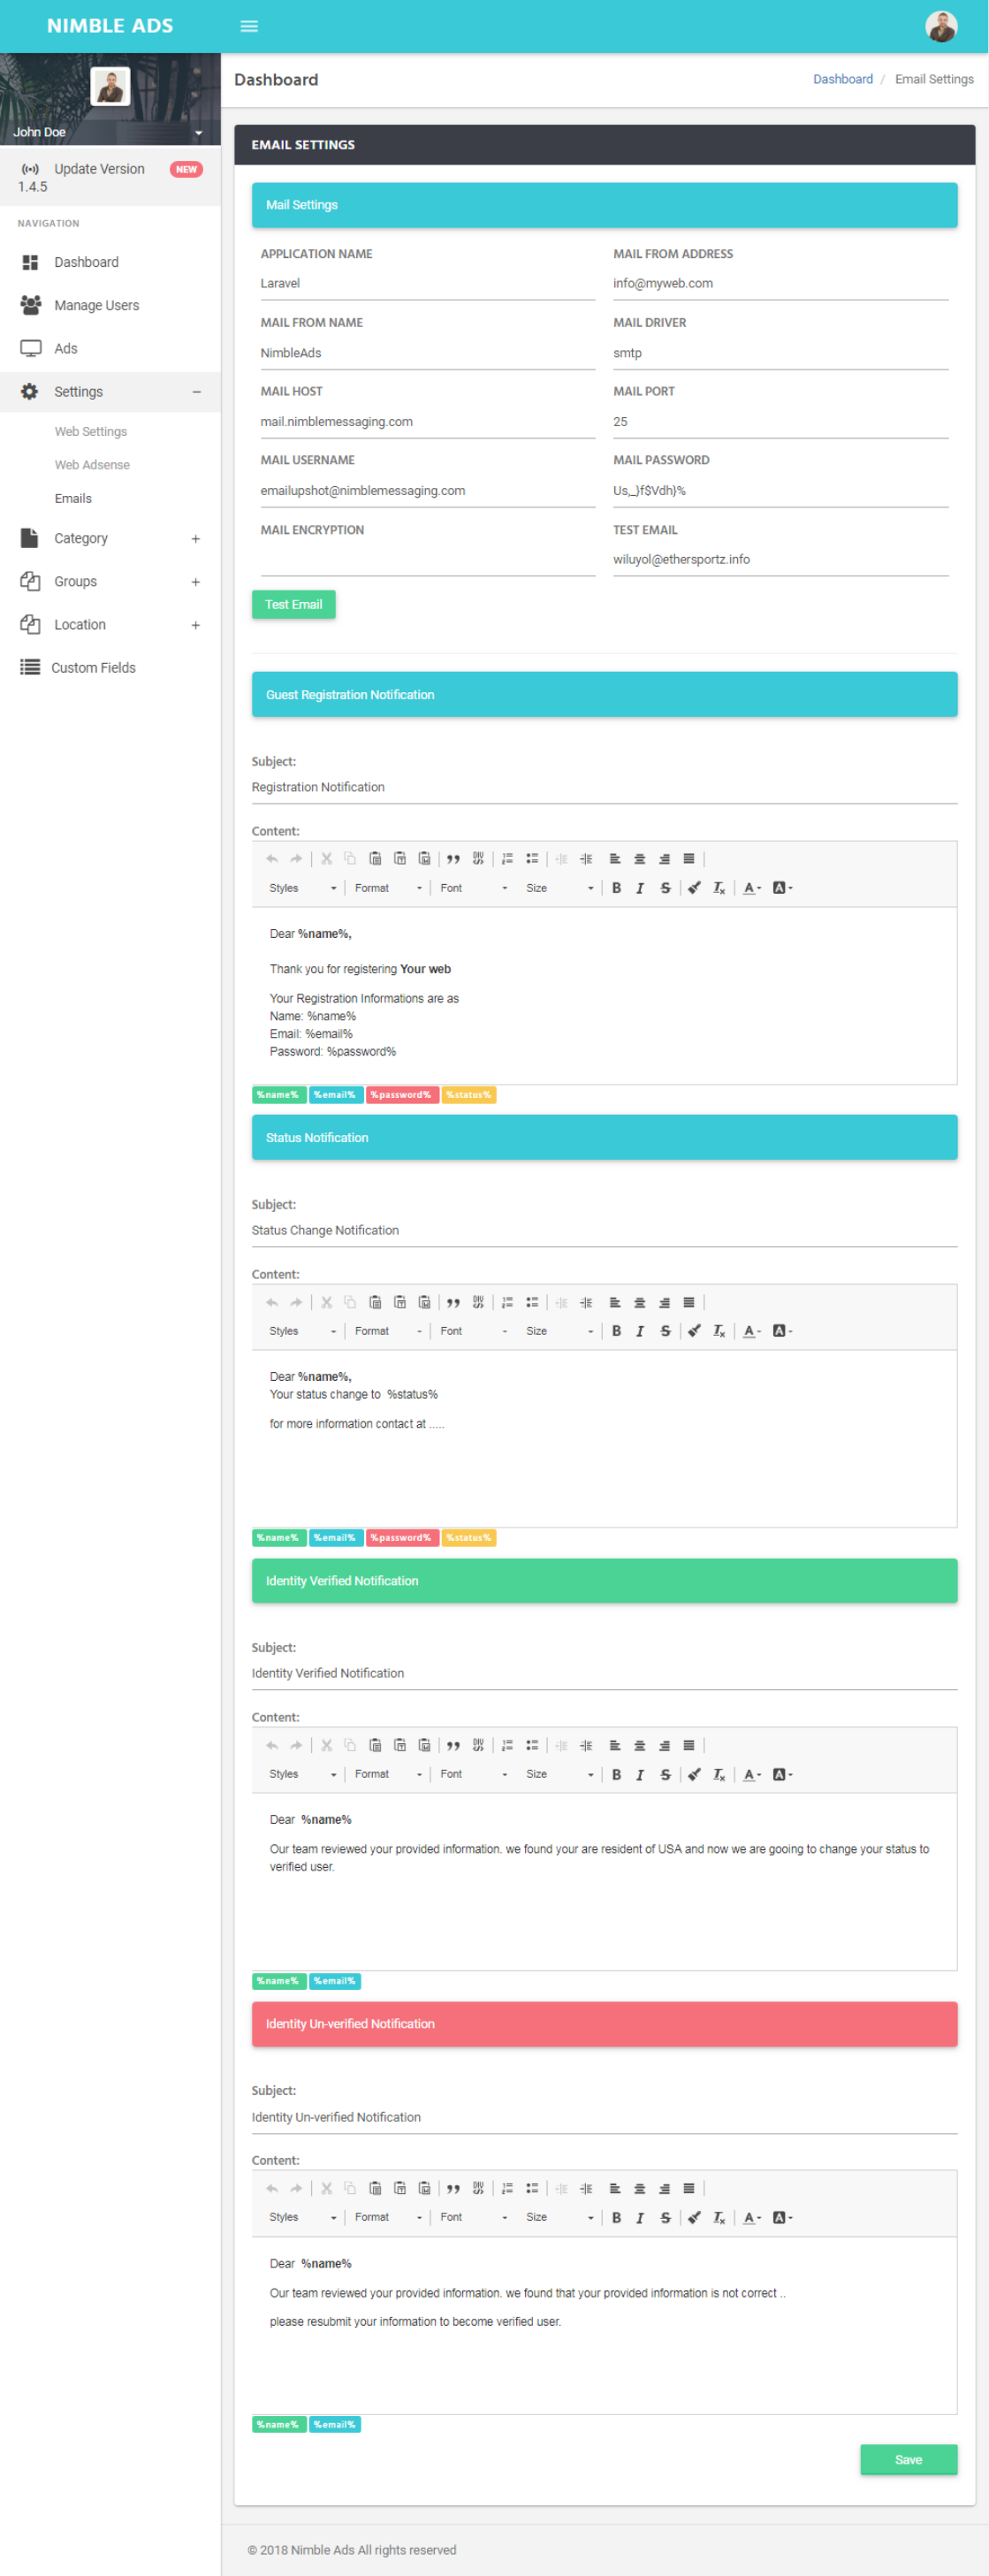 NIMBLE ADS
Dashboard
Dashboard / Email Settings
John Doe
Update Version NEW
1.4.5
NAVIGATION
Dashboard
Manage Users
Ads
Settings
Web Settings
Web Adsense
Emails
Category
Groups
Location
Custom Fields
EMAIL SETTINGS
Mail Settings
APPLICATION NAME MAIL FROM ADDRESS
Laravel info@myweb.com
MAIL FROM NAME MAIL DRIVER
NimbleAds smtp
MAIL HOST MAIL PORT
mail.nimblemessaging.com 25
MAIL USERNAME MAIL PASSWORD
emailupshot@nimblemessaging.com Us,_}f$Vdh}%
MAIL ENCRYPTION TEST EMAIL
wiluyol@ethersportz.info
Test Email
Guest Registration Notification
Subject:
Registration Notification
Content:
Styles Format Font Size
Dear %name%,
Thank you for registering Your web
Your Registration Informations are as
Name: %name%
Email: %email%
Password: %password%
%name% %email% %password% %status%
Status Notification
Subject:
Status Change Notification
Content:
Styles Format Font Size
Dear %name%,
Your status change to %status%
for more information contact at .....
%name% %email% %password% %status%
Identity Verified Notification
Subject:
Identity Verified Notification
Content:
Styles Format Font Size
Dear %name%
Our team reviewed your provided information. we found your are resident of USA and now we are gooing to change your status to
verified user.
%name% %email%
Identity Un-verified Notification
Subject:
Identity Un-verified Notification
Content:
Styles Format Font Size
Dear %name%
Our team reviewed your provided information. we found that your provided information is not correct ..
please resubmit your information to become verified user.
%name% %email%
Save
© 2018 Nimble Ads All rights reserved